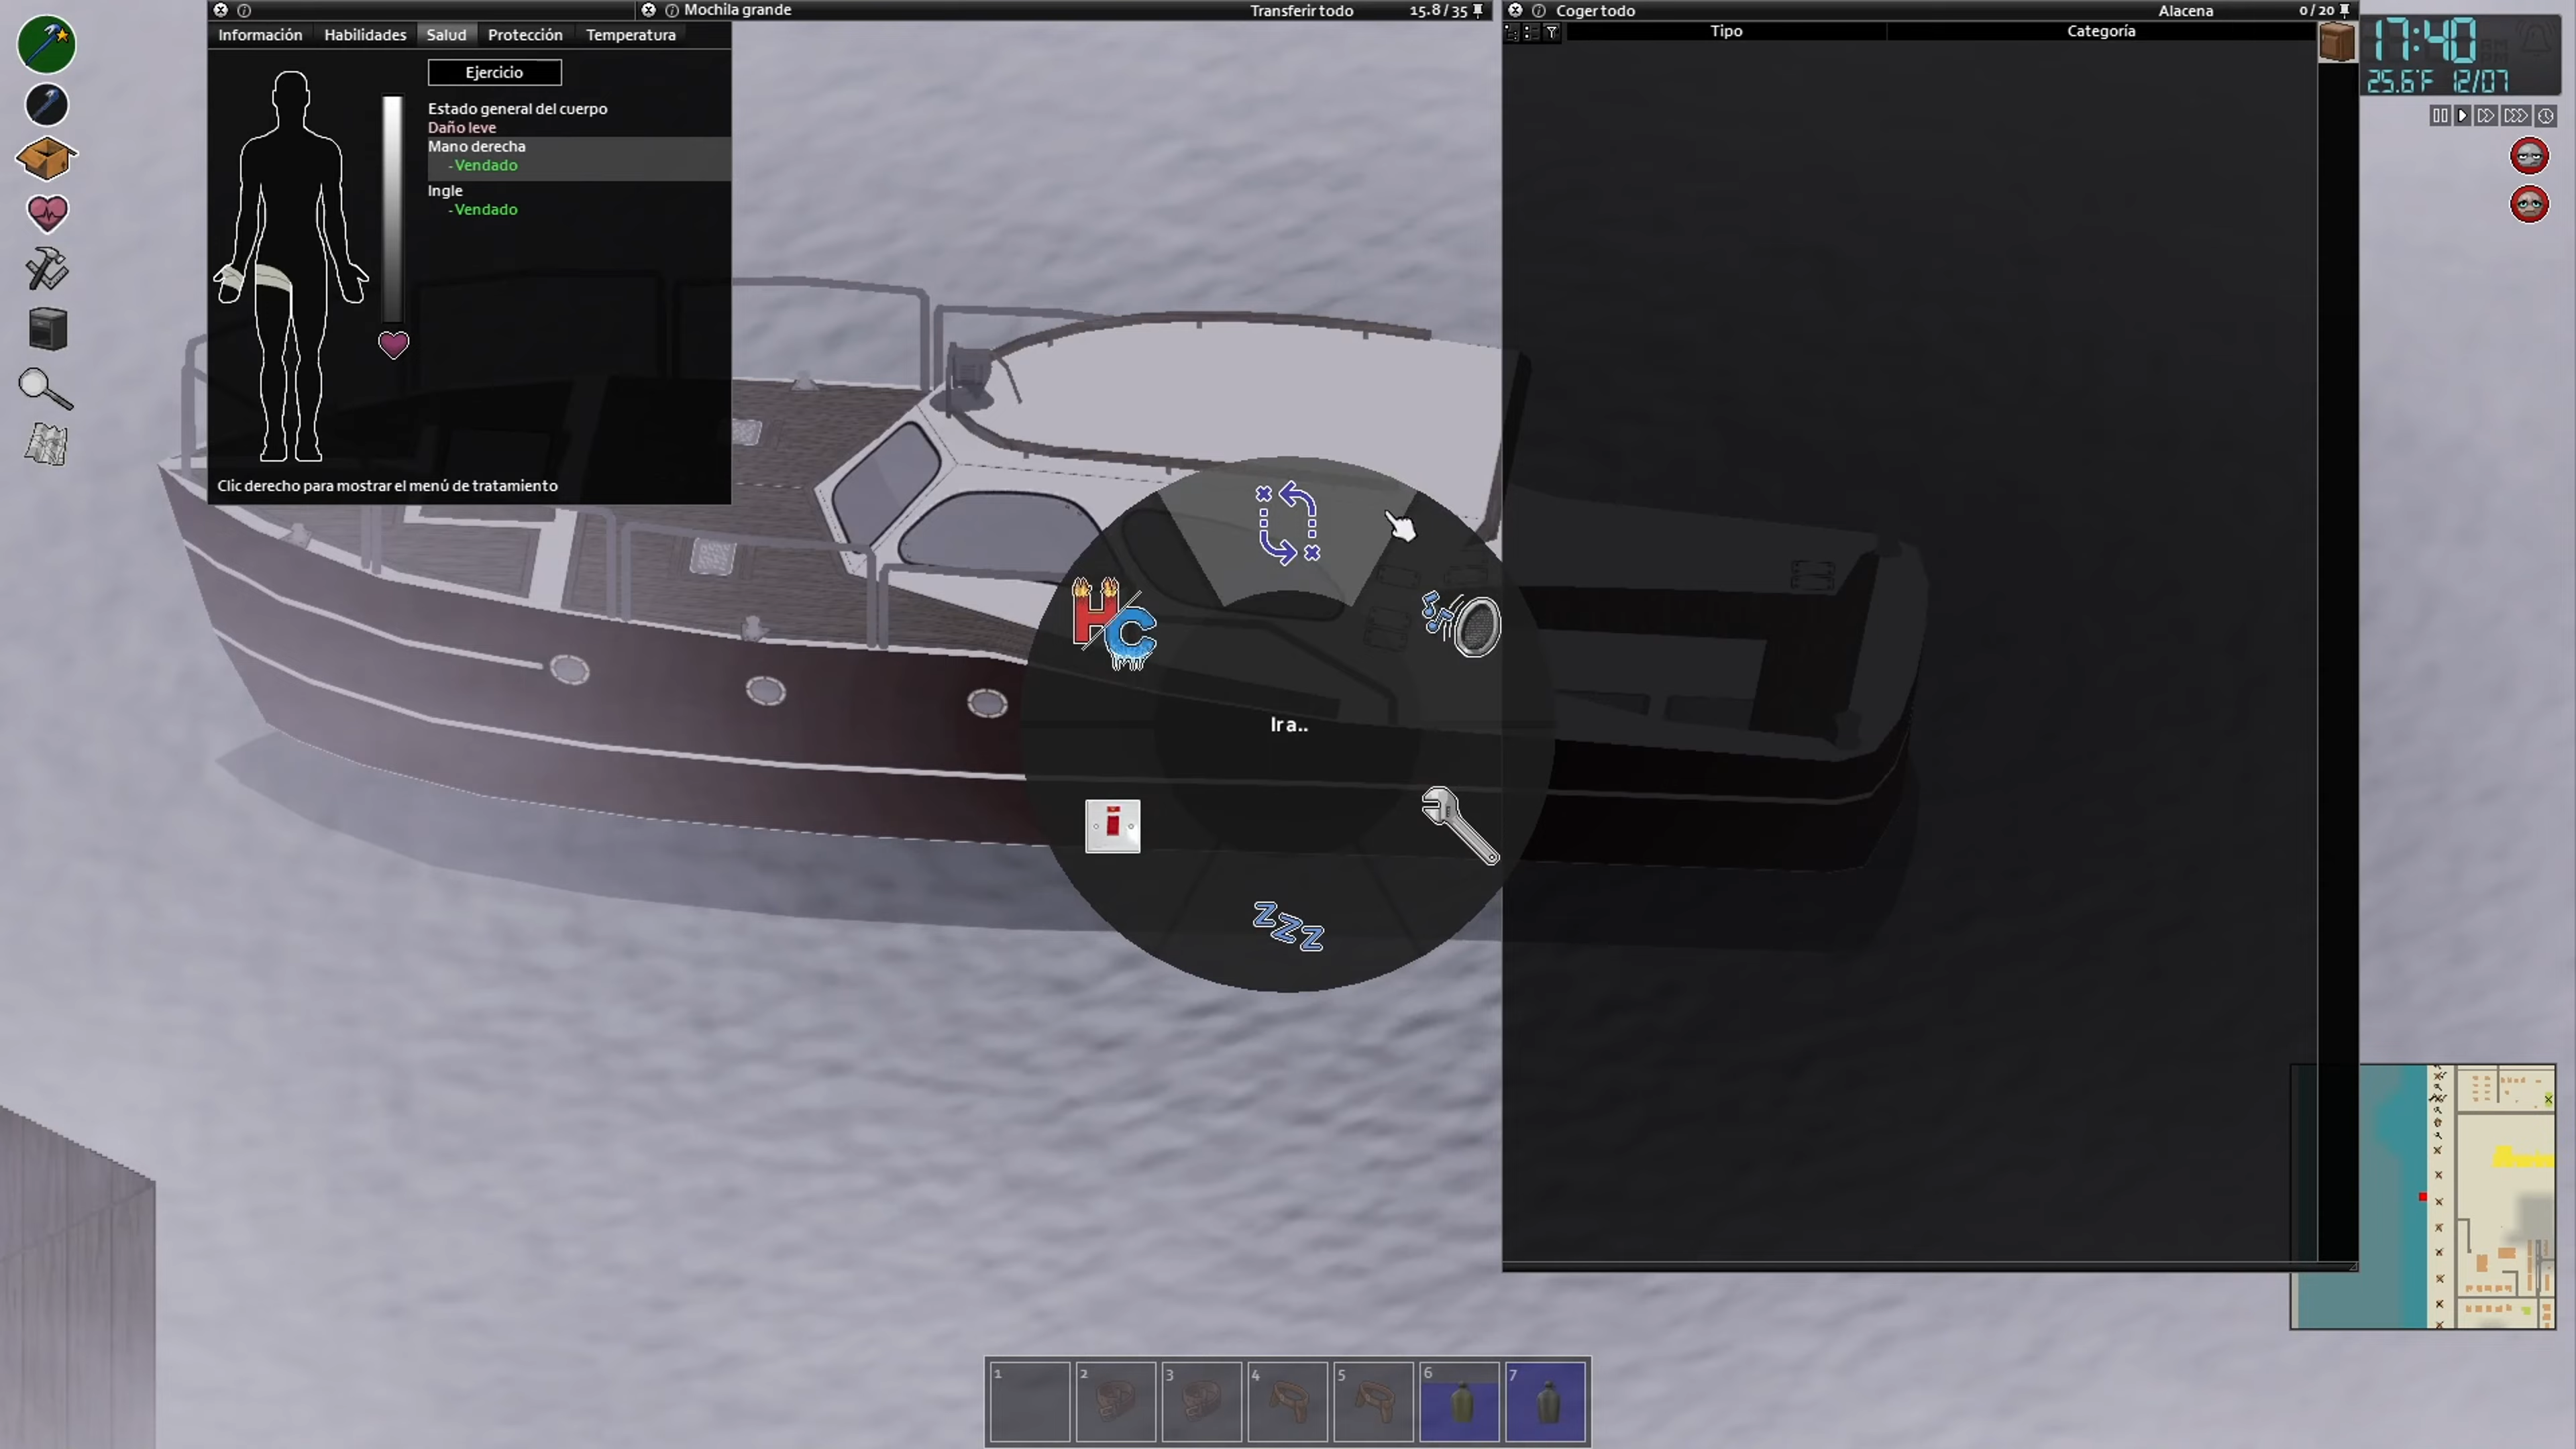 Mochila grande
Transferir todo
15.8 / 35
Coger todo
Alacena
0 / 20
Información
Habilidades
Salud
Protección
Temperatura
Tipo
Categoría
17:40
25.6°F 12/07
Ejercicio
Estado general del cuerpo
Daño leve
Mano derecha
- Vendado
Ingle
- Vendado
Clic derecho para mostrar el menú de tratamiento
H/C
Ir a..
ZZZ
1
2
3
4
5
6
7